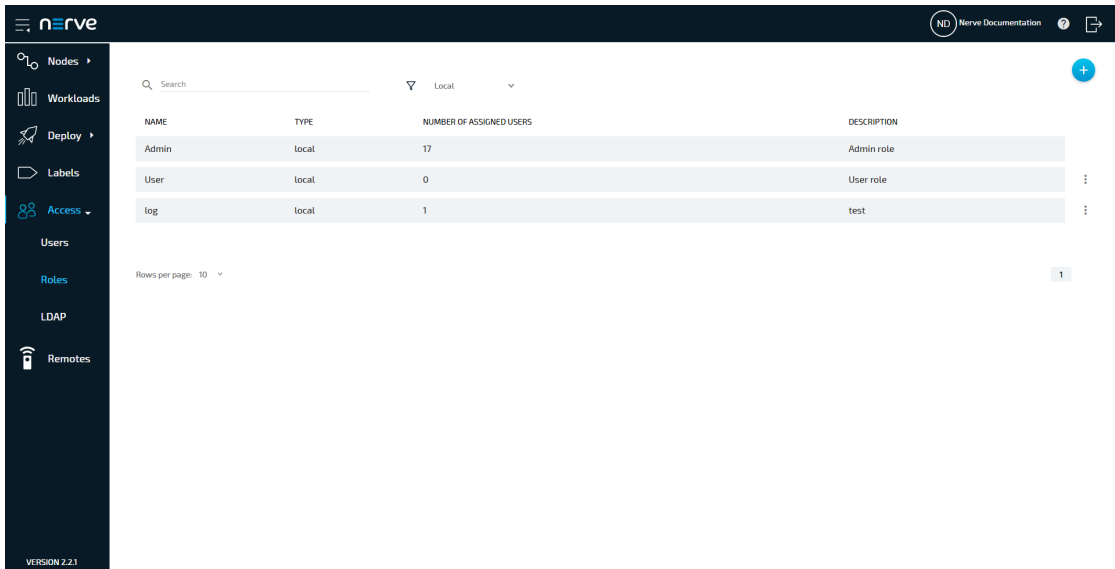 nerve
ND Nerve Documentation ?
Nodes
Workloads
Deploy
Labels
Access
Users
Roles
LDAP
Remotes
VERSION 2.2.1
Search Local
NAME TYPE NUMBER OF ASSIGNED USERS DESCRIPTION
Admin local 17 Admin role
User local 0 User role
log local 1 test
Rows per page: 10 1